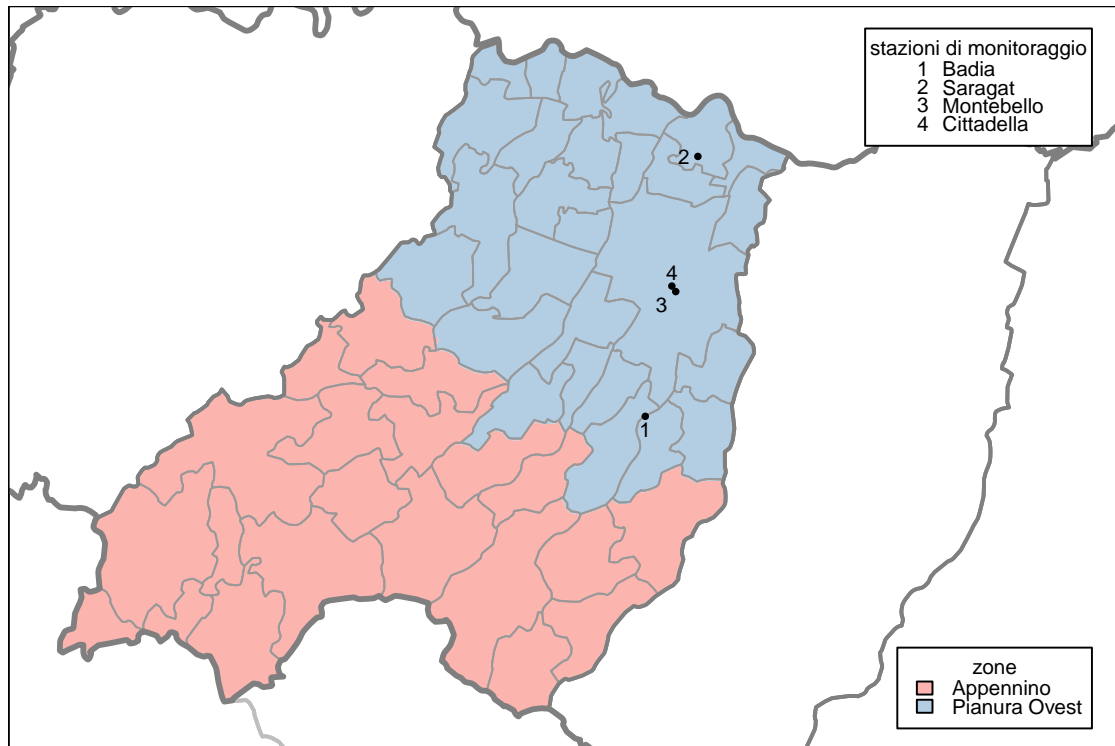 stazioni di monitoraggio
1 Badia
2 Saragat
3 Montebello
4 Cittadella
2
4
3
1
zone
Appennino
Pianura Ovest